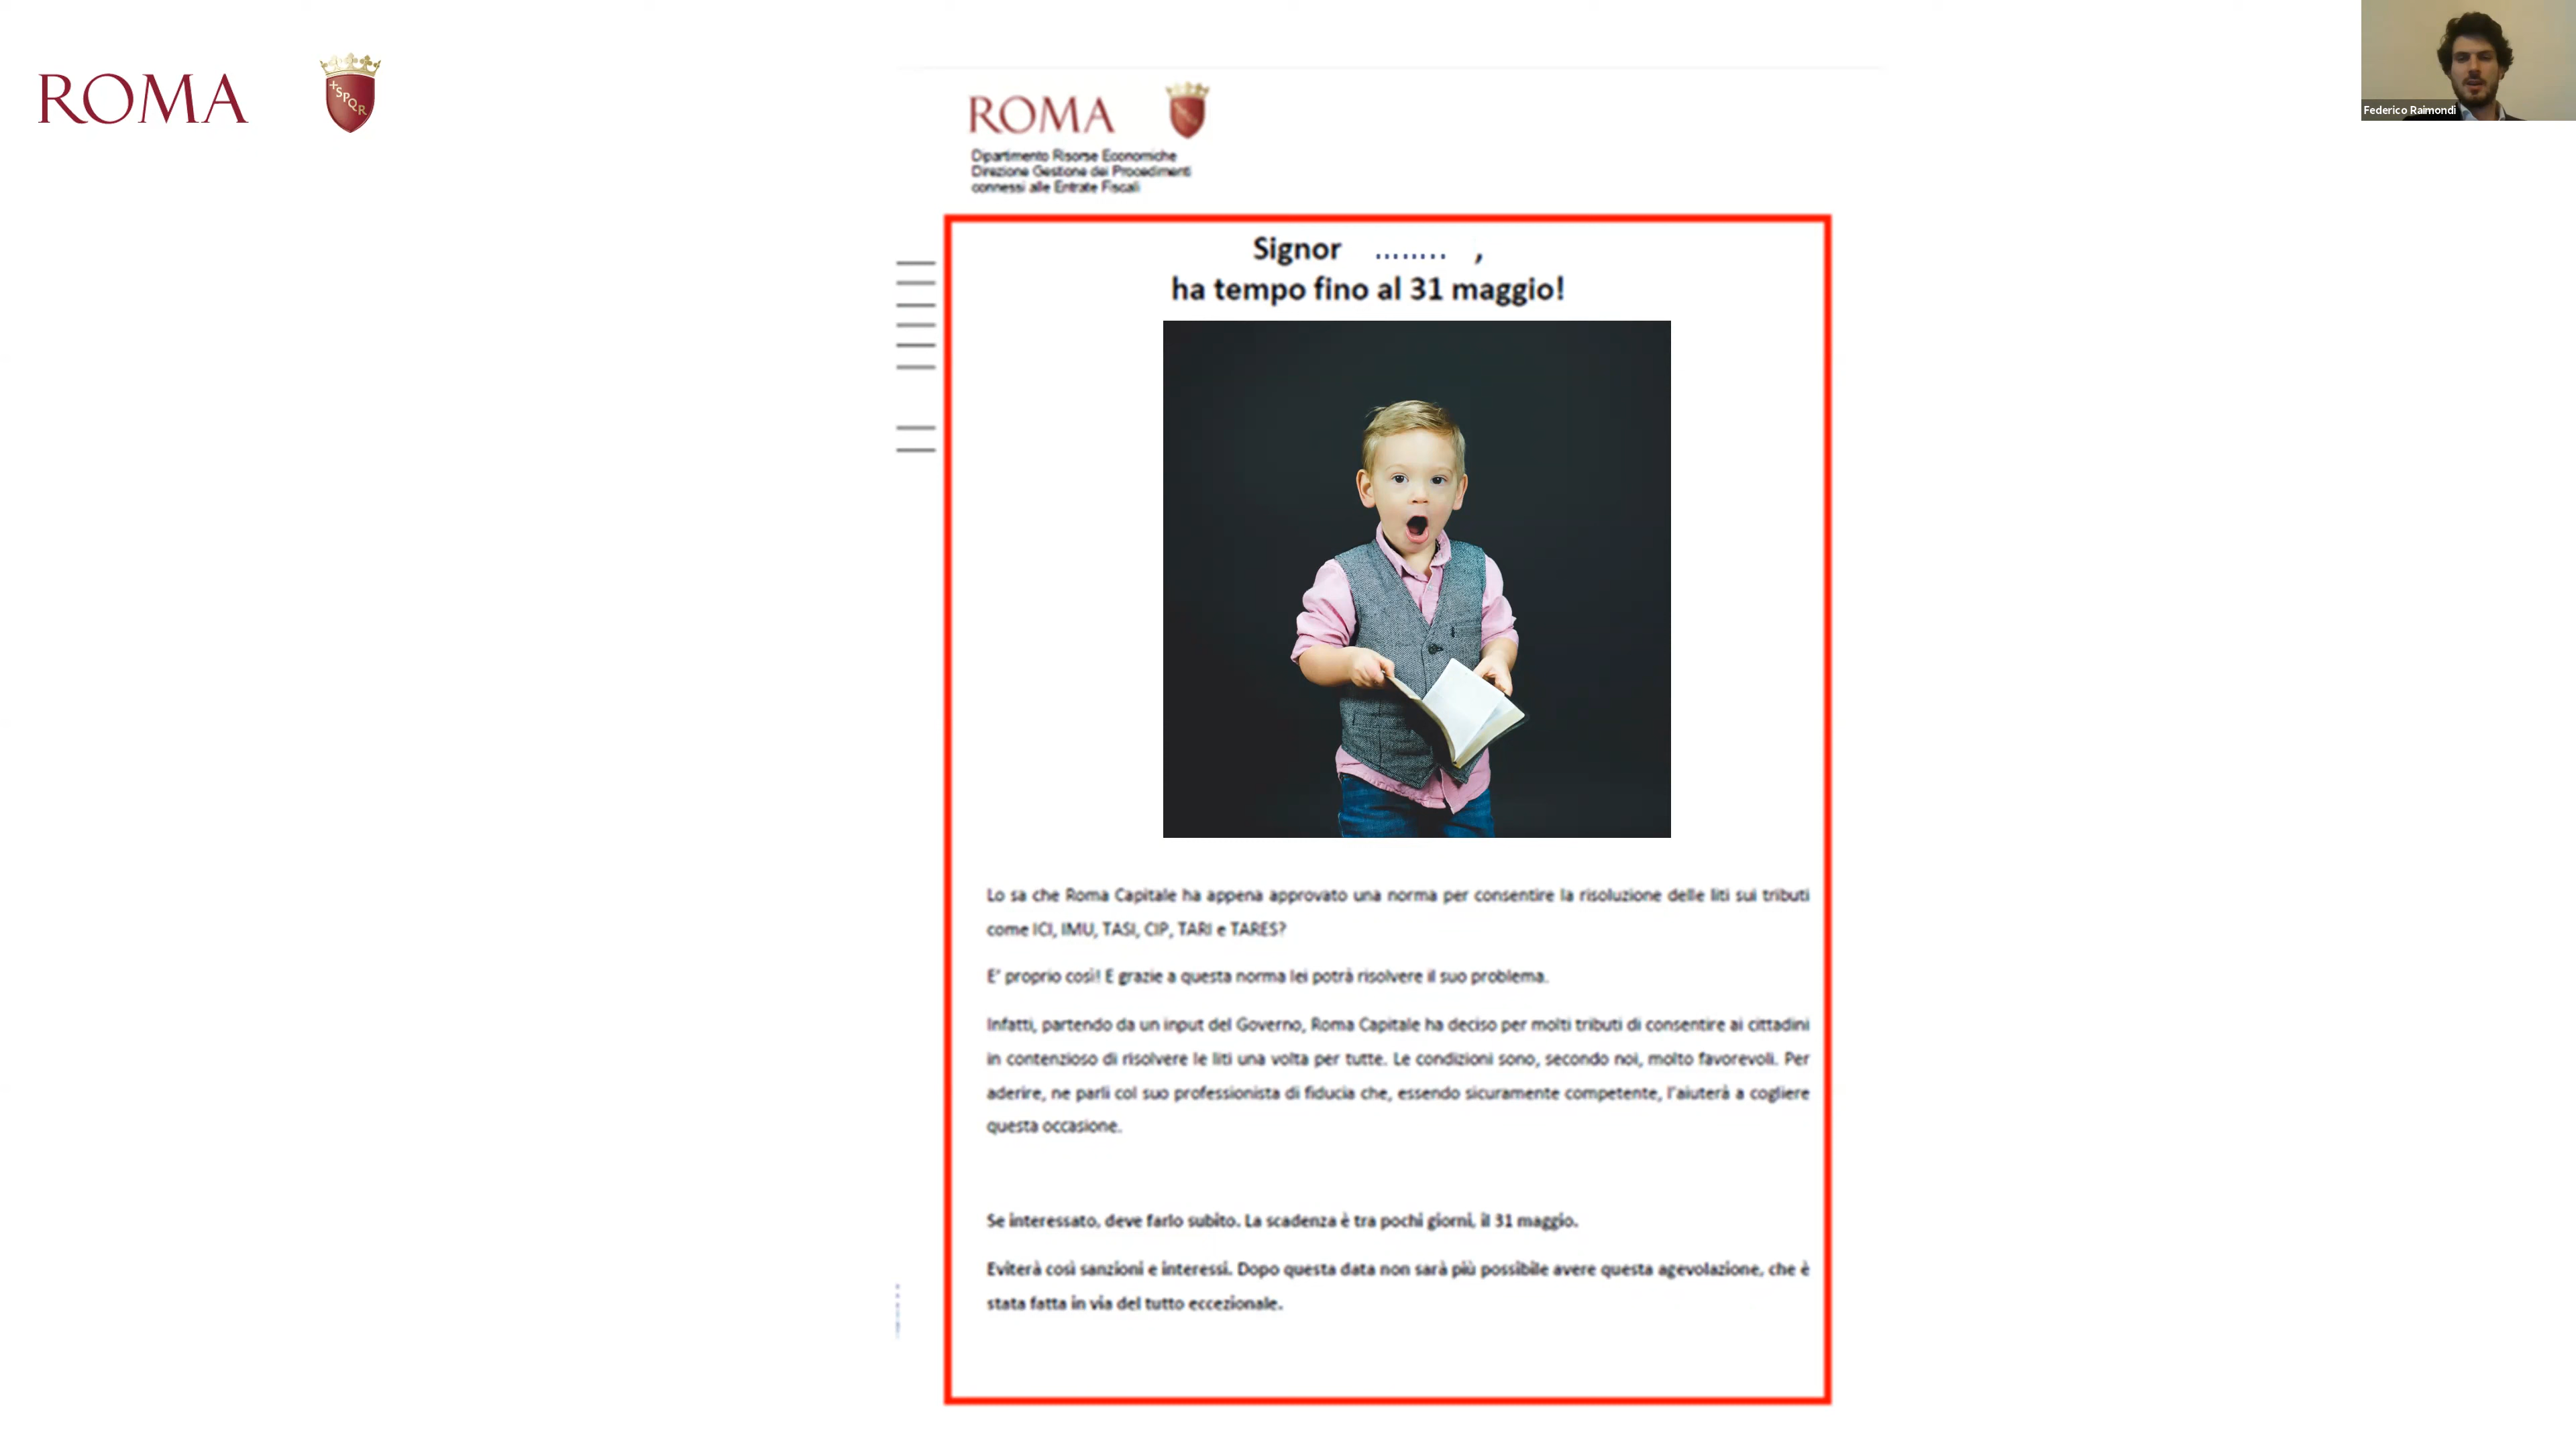 ROMA
SPQR
Federico Raimondi
ROMA
Dipartimento Risorse Economiche
Direzione Gestione dei Procedimenti
connessi alle Entrate Fiscali
Signor ........ ,
ha tempo fino al 31 maggio!
Lo sa che Roma Capitale ha appena approvato una norma per consentire la risoluzione delle liti sui tributi
come ICI, IMU, TASI, CIP, TARI e TARES?
E' proprio così! E grazie a questa norma lei potrà risolvere il suo problema.
Infatti, partendo da un input del Governo, Roma Capitale ha deciso per molti tributi di consentire ai cittadini
in contenzioso di risolvere le liti una volta per tutte. Le condizioni sono, secondo noi, molto favorevoli. Per
aderire, ne parli col suo professionista di fiducia che, essendo sicuramente competente, l'aiuterà a cogliere
questa occasione.
Se interessato, deve farlo subito. La scadenza è tra pochi giorni, il 31 maggio.
Eviterà così sanzioni e interessi. Dopo questa data non sarà più possibile avere questa agevolazione, che è
stata fatta in via del tutto eccezionale.